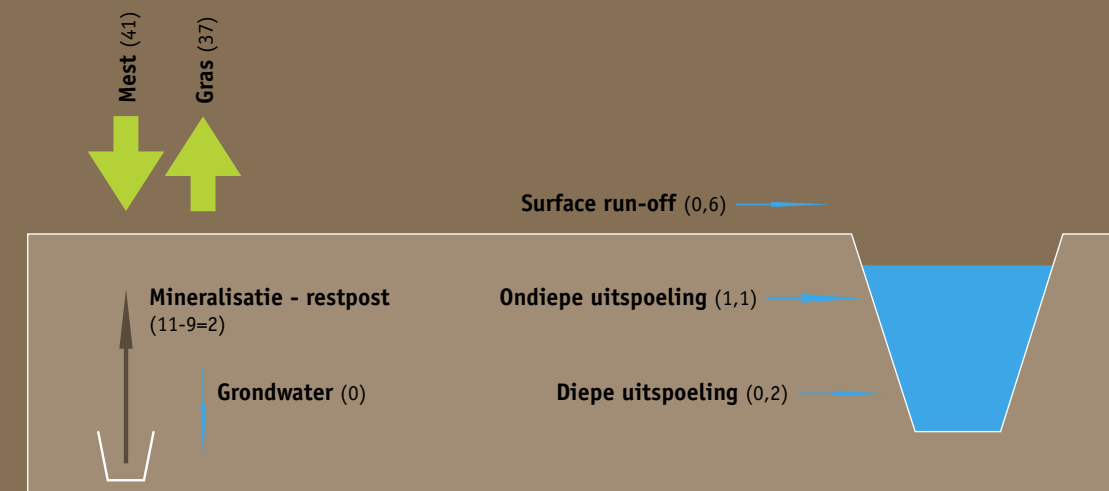 Mest (41)
Gras (37)
Surface run-off (0,6)
Mineralisatie - restpost
(11-9=2)
Ondiepe uitspoeling (1,1)
Grondwater (0)
Diepe uitspoeling (0,2)